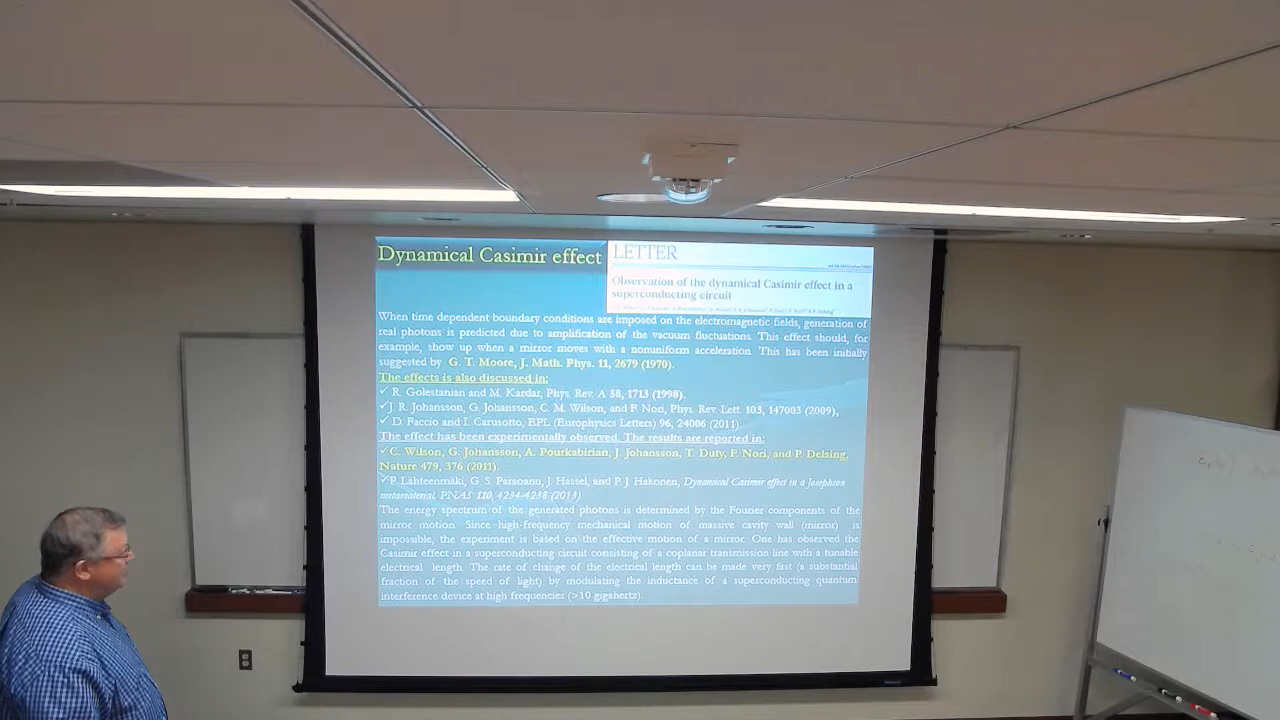 Dynamical Casimir effect
LETTER
Observation of the dynamical Casimir effect in a
superconducting circuit
When time dependent boundary conditions are imposed on the electromagnetic fields, generation of
real photons is predicted due to amplification of the vacuum fluctuations. This effect should, for
example, show up when a mirror moves with a nonuniform acceleration. This has been initially
suggested by G. T. Moore, J. Math. Phys. 11, 2679 (1970).
The effects is also discussed in:
✓ R. Golestanian and M. Kardar, Phys. Rev. A 58, 1713 (1998).
✓J. R. Johansson, G. Johansson, C. M. Wilson, and F. Nori, Phys. Rev. Lett. 103, 147003 (2009),
✓ D. Faccio and I. Carusotto, EPL (Europhysics Letters) 96, 24006 (2011).
The effect has been experimentally observed. The results are reported in:
✓C. Wilson, G. Johansson, A. Pourkabirian, J. Johansson, T. Duty, F. Nori, and P. Delsing,
Nature 479, 376 (2011).
✓P. Lähteenmäki, G. S. Paraoanu, J. Hassel, and P. J. Hakonen, Dynamical Casimir effect in a Josephson
metamaterial, PNAS 110, 4234-4238 (2013)
The energy spectrum of the generated photons is determined by the Fourier components of the
mirror motion. Since high-frequency mechanical motion of massive cavity wall (mirror) is
impossible, the experiment is based on the effective motion of a mirror. One has observed the
Casimir effect in a superconducting circuit consisting of a coplanar transmission line with a tunable
electrical length. The rate of change of the electrical length can be made very fast (a substantial
fraction of the speed of light) by modulating the inductance of a superconducting quantum
interference device at high frequencies (>10 gigahertz).